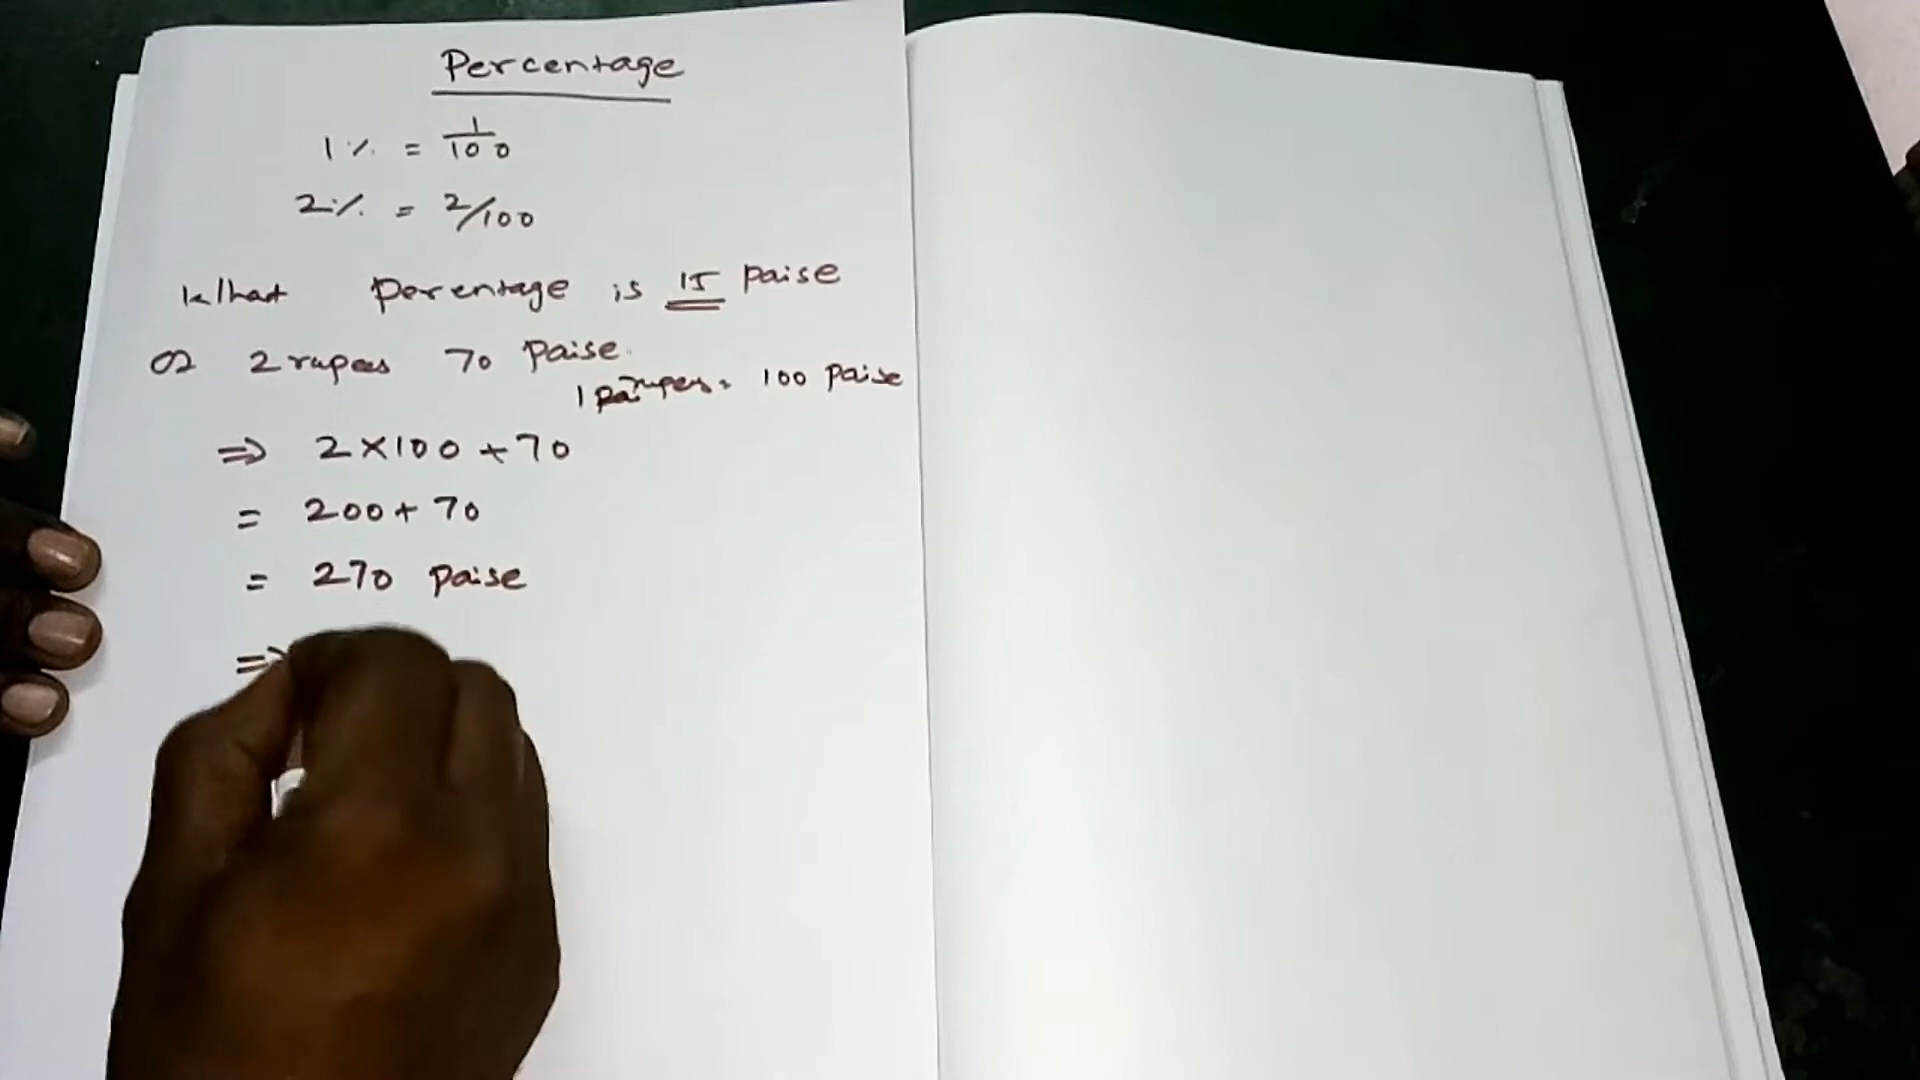 Percentage
1% = 1/100
2% = 2/100
What Perentage is 15 paise
of 2 rupees 70 Paise
1 rupees = 100 Paise
⇒ 2×100+70
= 200+ 70
= 270 Paise
⇒